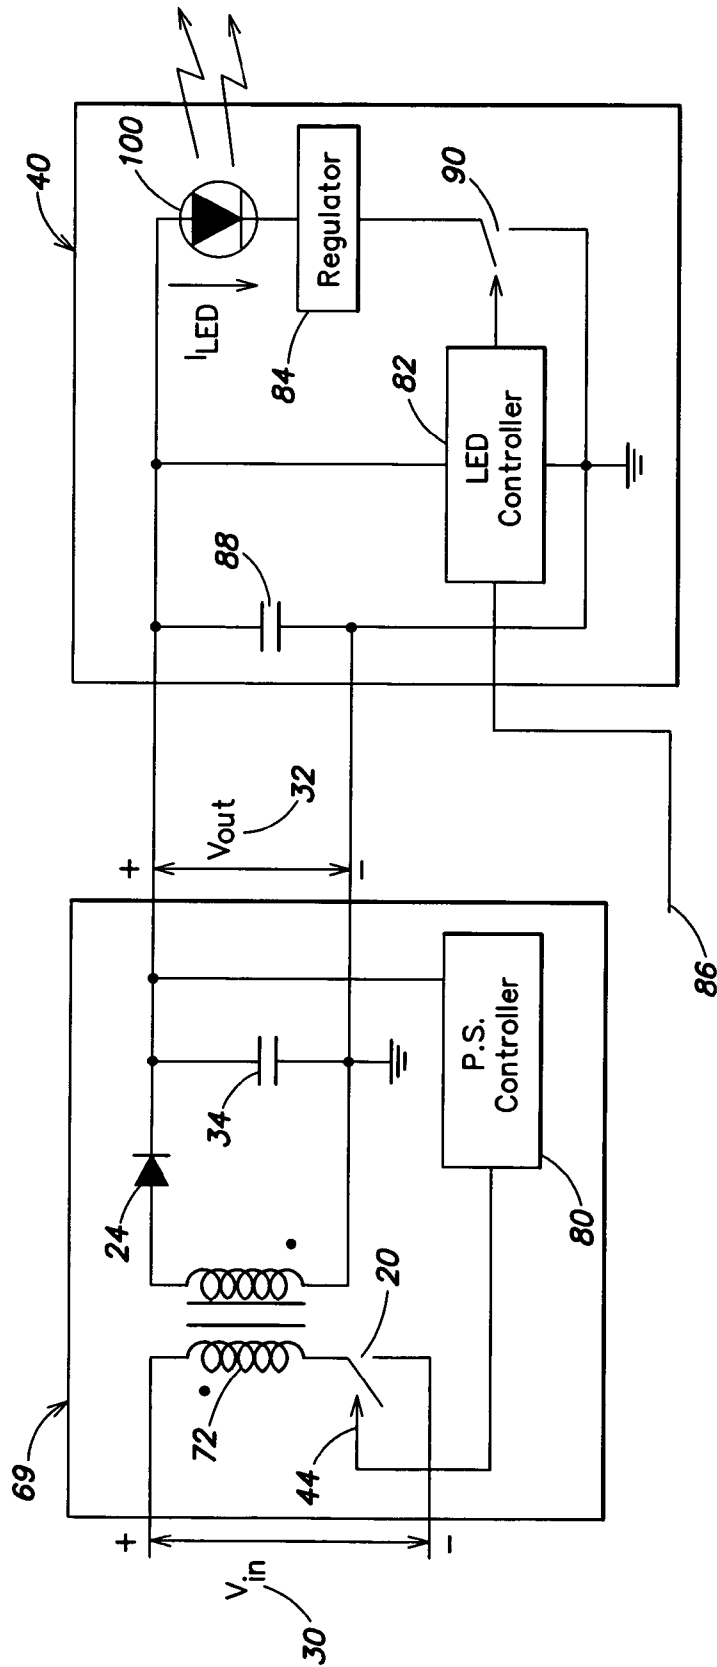 69
40
100
+
+
24
34
88
72
20
44
Vin
30
-
Vout
32
-
P.S.
Controller
80
ILED
84
Regulator
82
LED
Controller
90
86